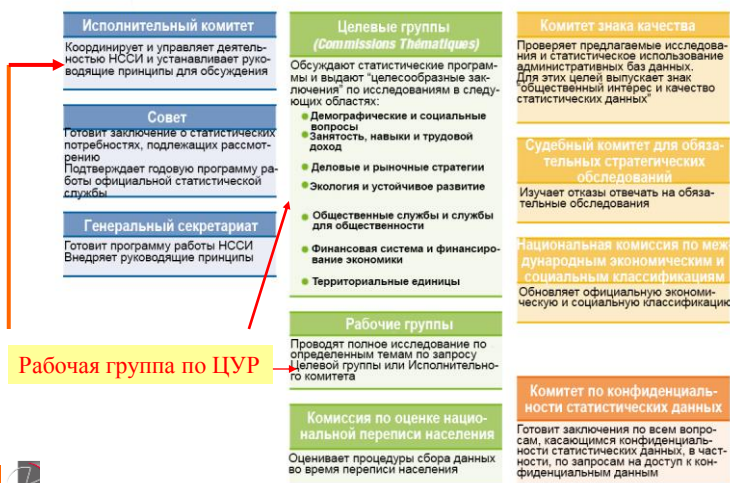 Исполнительный комитет
Координирует и управляет деятель-
ностью НССИ и устанавливает руко-
водящие принципы для обсуждения
Совет
Готовит заключение о статистических
потребностях, подлежащих рассмот-
рению
Подтверждает годовую программу ра-
боты официальной статистической
службы
Генеральный секретариат
Готовит программу работы НССИ
Внедряет руководящие принципы
Рабочая группа по ЦУР
Целевые группы
(Commissions Thématiques)
Обсуждают статистические програм-
мы и выдают "целесообразные зак-
лючения" по исследованиям в следу-
ющих областях:
Демографические и социальные
вопросы
Занятость, навыки и трудовой
доход
Деловые и рыночные стратегии
Экология и устойчивое развитие
Общественные службы и службы
для общественности
Финансовая система и финансиро-
вание экономики
Территориальные единицы
Рабочие группы
Проводят полное исследование по
определенным темам по запросу
Целевой группы или Исполнительно-
го комитета
Комиссия по оценке нацио-
нальной переписи населения
Оценивает процедуры сбора данных
во время переписи населения
Комитет знака качества
Проверяет предлагаемые исследова-
ния и статистическое использование
административных баз данных.
Для этих целей выпускает знак
"общественный интерес и качество
статистических данных"
Судебный комитет для обяза-
тельных стратегических
обследований
Изучает отказы отвечать на обяза-
тельные обследования
Национальная комиссия по меж-
дународным экономическим и
социальным классификациям
Обновляет официальную экономи-
ческую и социальную классификацию
Комитет по конфиденциаль-
ности статистических данных
Готовит заключения по всем вопро-
сам, касающимся конфиденциаль-
ности статистических данных, в част-
ности, по запросам на доступ к кон-
фиденциальным данным